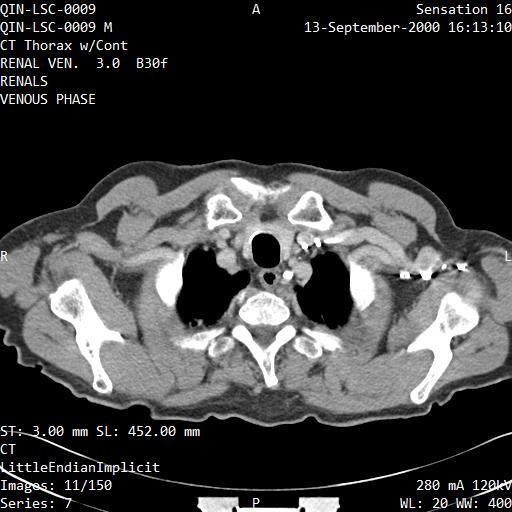 QIN-LSC-0009
A
Sensation 16
QIN-LSC-0009 M
13-September-2000 16:13:10
CT Thorax w/Cont
RENAL VEN. 3.0 B30f
RENALS
VENOUS PHASE
R
L
ST: 3.00 mm SL: 452.00 mm
CT
LittleEndianImplicit
Images: 11/150
280 mA 120kV
Series: 7
P
WL: 20 WW: 400